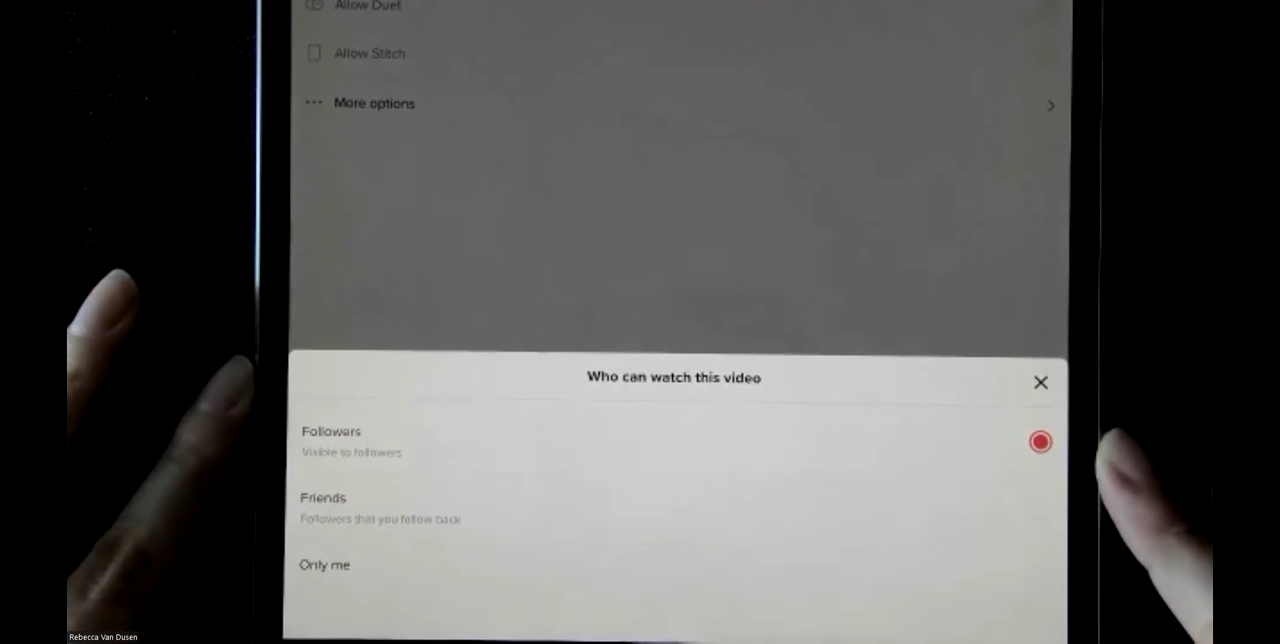 Allow Duet
Allow Stitch
More options
Who can watch this video
Followers
Visible to followers
Friends
Followers that you follow back
Only me
Rebecca Van Dusen